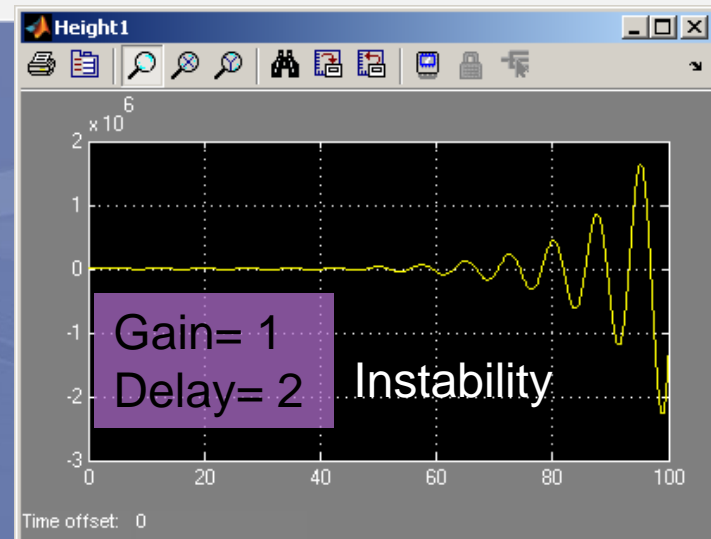 Height1
x 10 6
2
1
0
-1
-2
-3
Gain= 1
Delay= 2
Instability
0 20 40 60 80 100
Time offset: 0